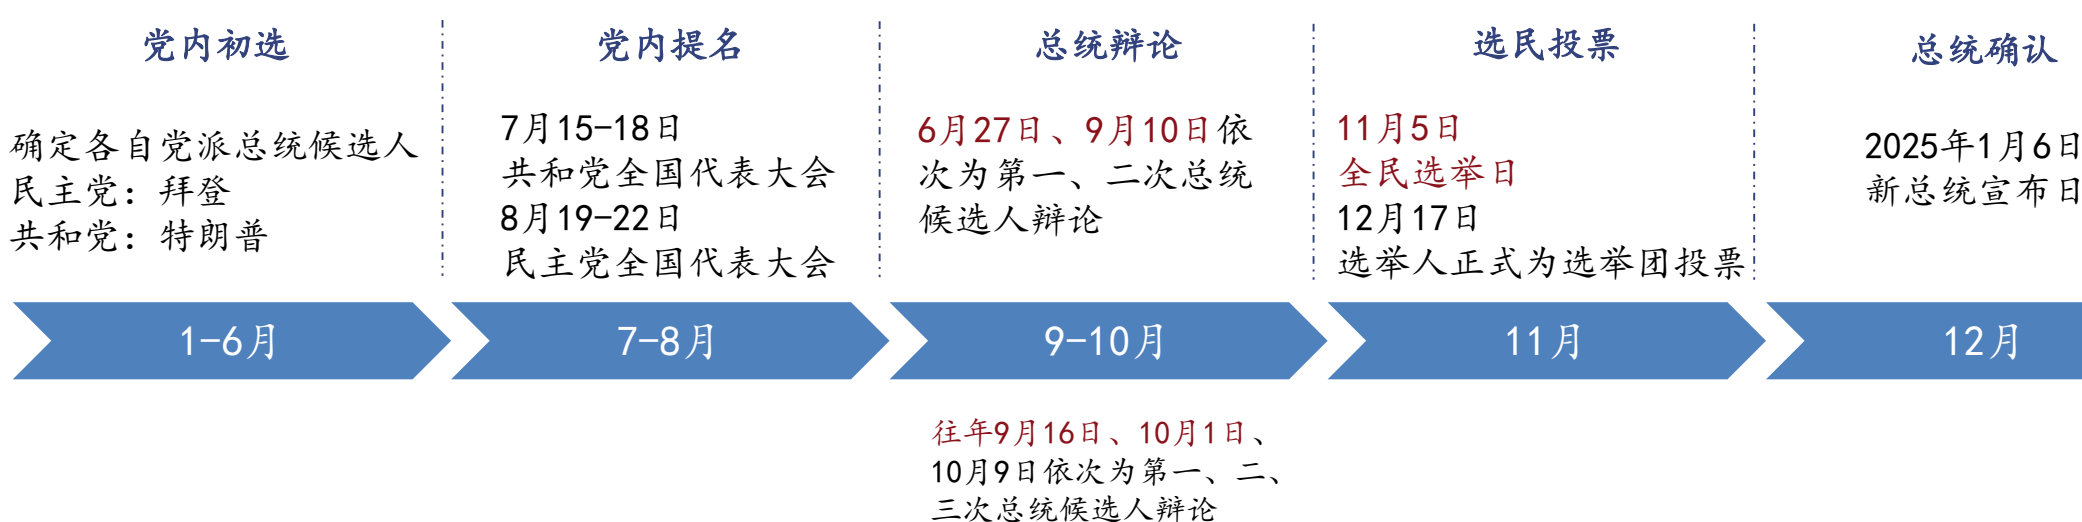 党内初选
确定各自党派总统候选人
民主党：拜登
共和党：特朗普
1-6月
党内提名
7月15-18日
共和党全国代表大会
8月19-22日
民主党全国代表大会
7-8月
总统辩论
6月27日、9月10日依
次为第一、二次总统
候选人辩论
9-10月
往年9月16日、10月1日、
10月9日依次为第一、二、
三次总统候选人辩论
选民投票
11月5日
全民选举日
12月17日
选举人正式为选举团投票
11月
总统确认
2025年1月6日
新总统宣布日
12月